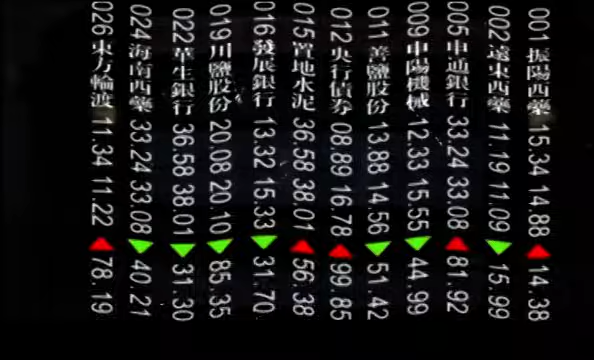 001 振陽西藥 15.34 14.88 ▲ 14.38
002 遠東西藥 11.19 11.09 ▼ 15.99
005 申通銀行 33.24 33.08 ▲ 81.92
009 申陽機械 12.33 15.55 ▼ 44.99
011 善鹽股份 13.88 14.56 ▼ 51.42
012 央行債券 08.89 16.78 ▲ 99.85
015 置地水泥 36.58 38.01 ▲ 56.38
016 發展銀行 13.32 15.33 ▼ 31.70
019 川鹽股份 20.08 20.10 ▼ 85.35
022 華生銀行 36.58 38.01 ▼ 31.30
024 海南西藥 33.24 33.08 ▼ 40.21
026 東方輪渡 11.34 11.22 ▲ 78.19